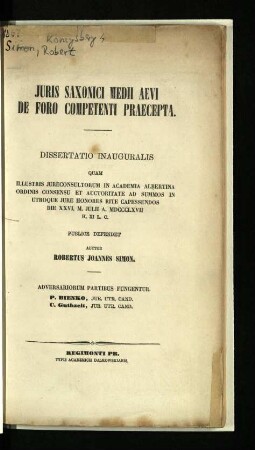 Königsberg
Simon, Robert
JURIS SAXONICI MEDII AEVI
DE FORO COMPETENTI PRAECEPTA.
DISSERTATIO INAUGURALIS
QUAM
ILLUSTRIS JURECONSULTORUM IN ACADEMIA ALBERTINA
ORDINIS CONSENSU ET AUCTORITATE AD SUMMOS IN
UTROQUE JURE HONORES RITE CAPESSENDOS
DIE XXVI. M. JULII A. MDCCCLXVII
H. XI L. C.
PUBLICE DEFENDET
AUCTOR
ROBERTUS JOANNES SIMON.
ADVERSARIORUM PARTIBUS FUNGENTUR:
P. BIENKO, JUR. UTR. CAND.
C. Guthzeit, JUR. UTR. CAND.
REGIMONTI PR.
TYPIS ACADEMICIS DALKOWSKIANIS.